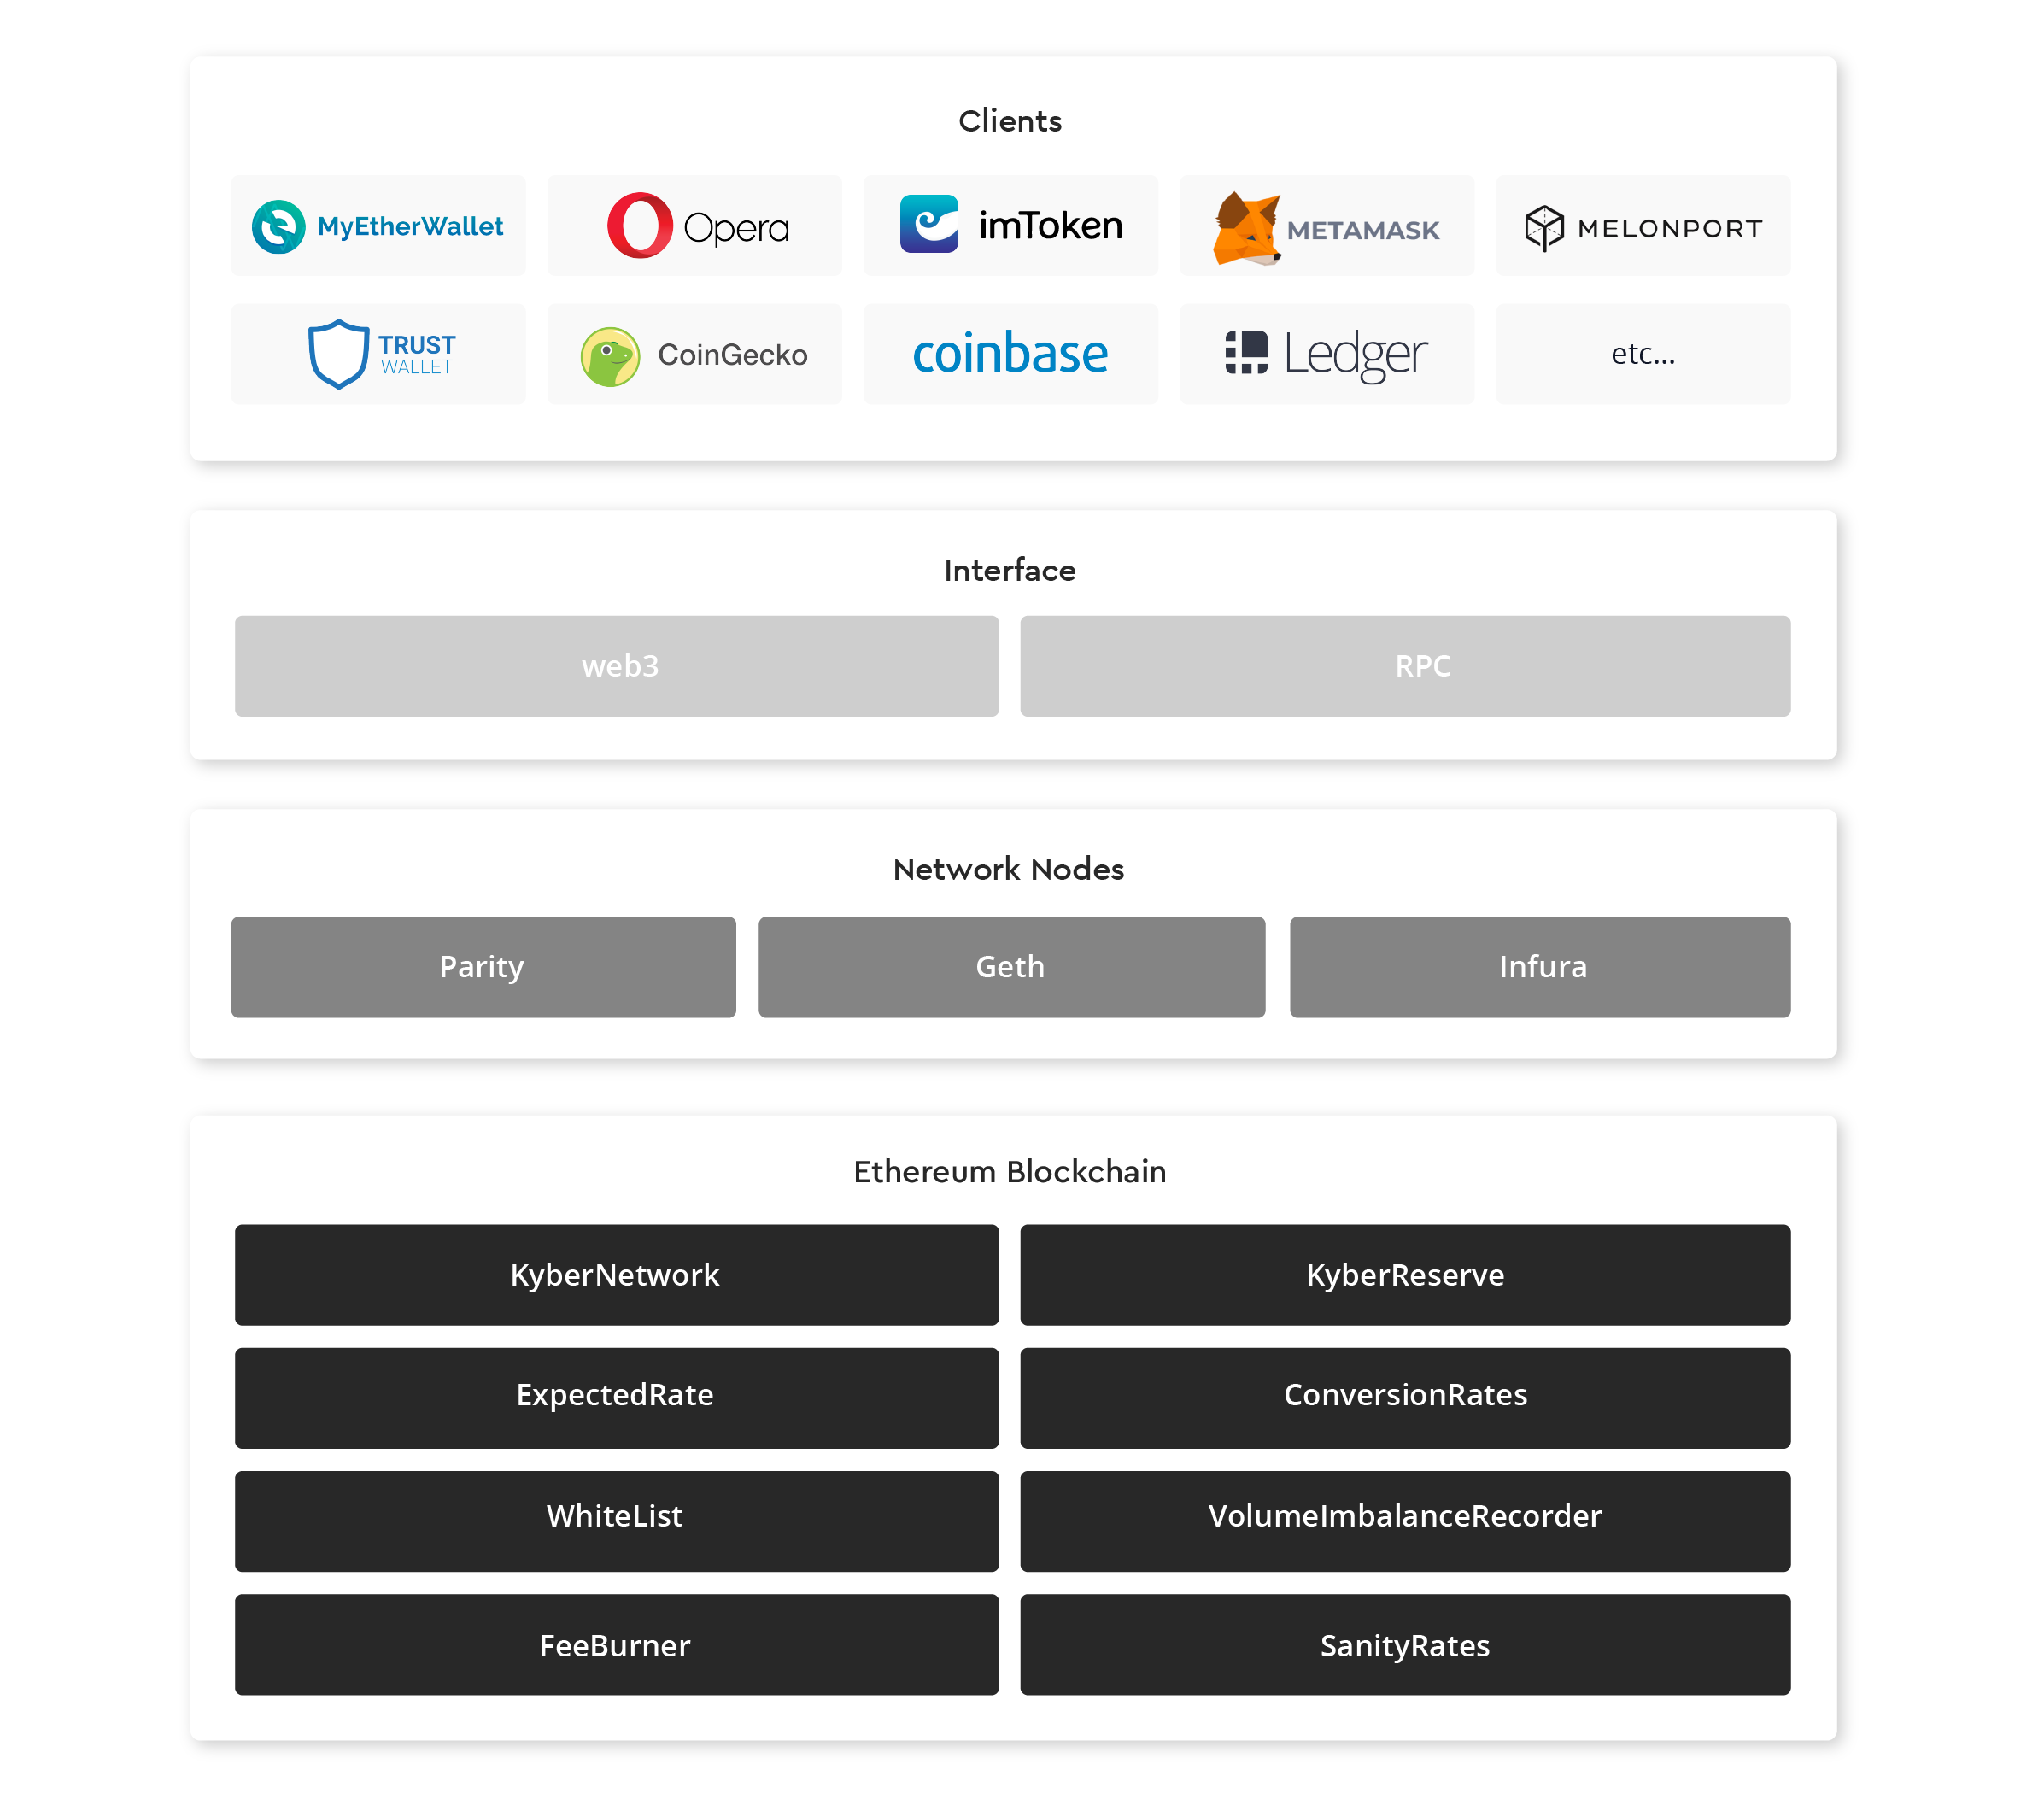 Clients
MyEtherWallet
Opera
imToken
METAMASK
MELONPORT
TRUST
WALLET
CoinGecko
coinbase
Ledger
etc...
Interface
web3
RPC
Network Nodes
Parity
Geth
Infura
Ethereum Blockchain
KyberNetwork
KyberReserve
ExpectedRate
ConversionRates
WhiteList
VolumeImbalanceRecorder
FeeBurner
SanityRates